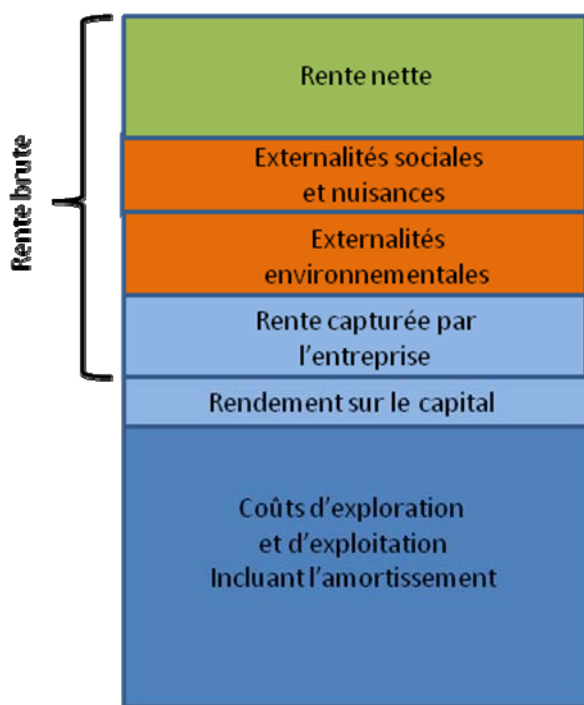 Rente brute
Rente nette
Externalités sociales
et nuisances
Externalités
environnementales
Rente capturée par
l'entreprise
Rendement sur le capital
Coûts d'exploration
et d'exploitation
Incluant l'amortissement